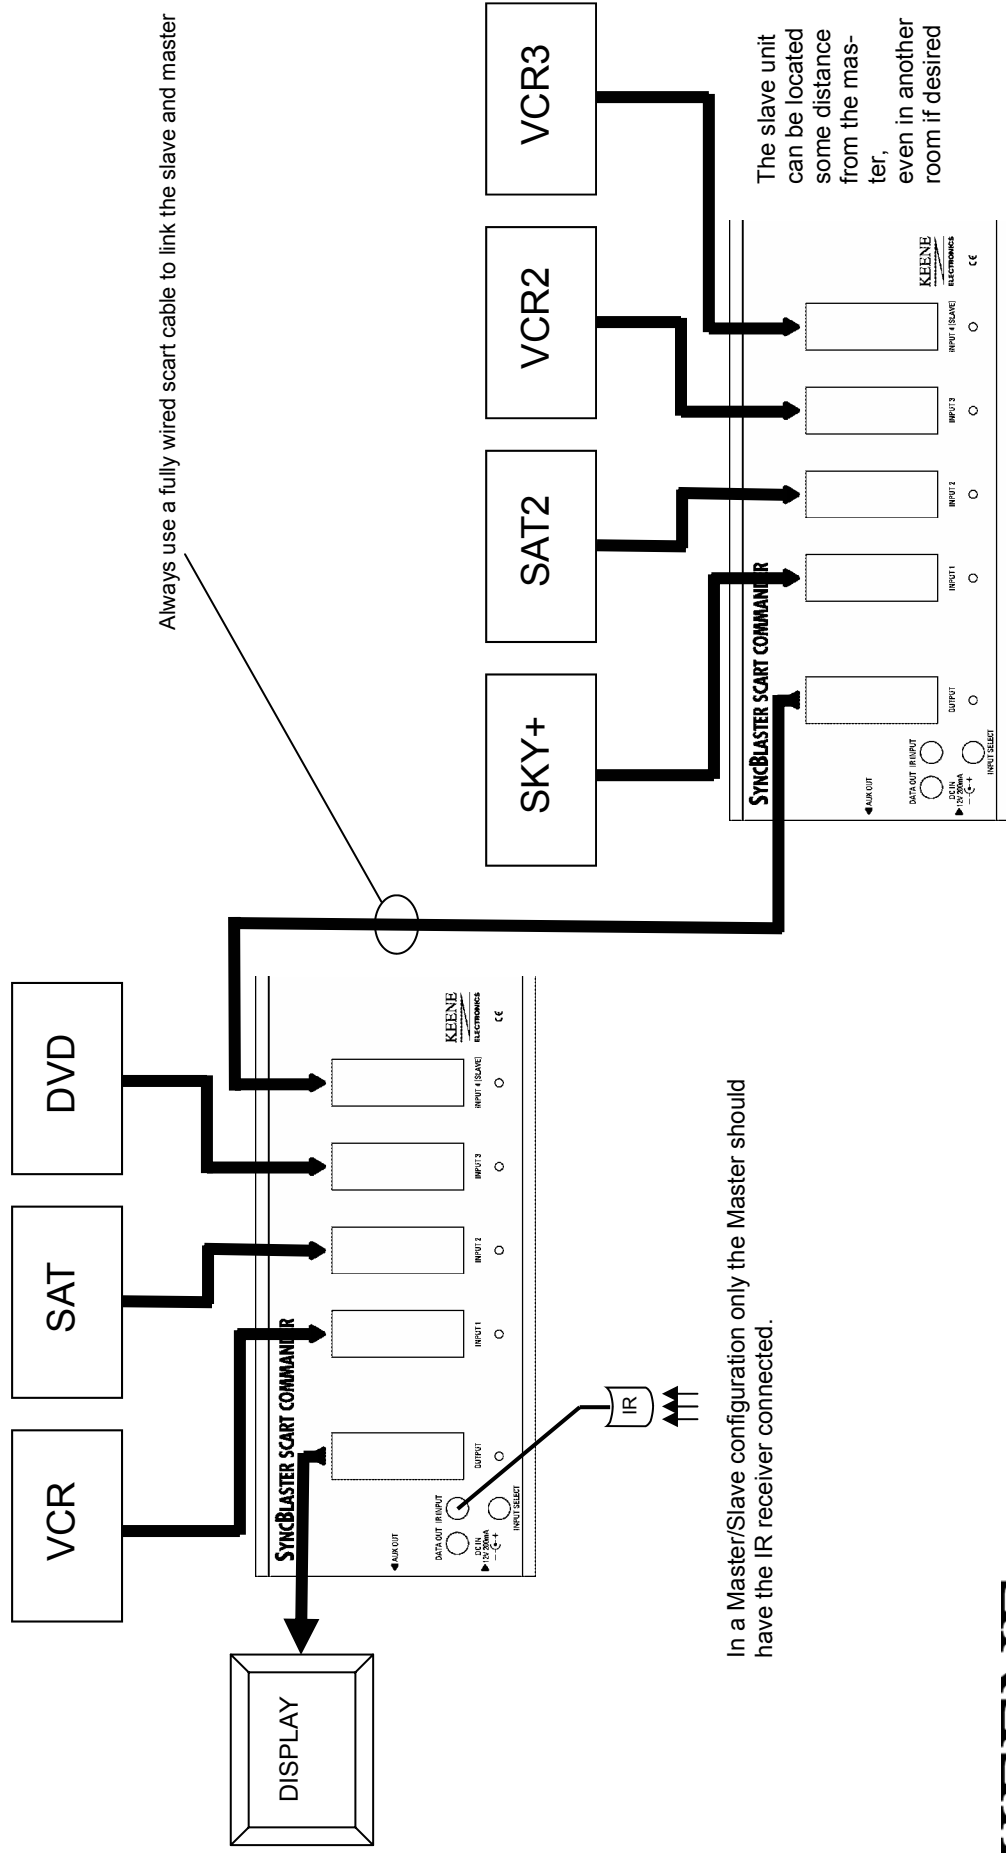 Always use a fully wired scart cable to link the slave and master
VCR
SAT
DVD
DISPLAY
SYNCBLASTER SCART COMMANDER
AUX OUT
DATA OUT IR INPUT
DC IN
12V 200mA
- +
INPUT SELECT
OUTPUT
INPUT 1
INPUT 2
INPUT 3
INPUT 4 (SLAVE)
KEENE
ELECTRONICS
CE
IR
In a Master/Slave configuration only the Master should
have the IR receiver connected.
SKY+
SAT2
VCR2
VCR3
SYNCBLASTER SCART COMMANDER
AUX OUT
DATA OUT IR INPUT
DC IN
12V 200mA
- +
INPUT SELECT
OUTPUT
INPUT 1
INPUT 2
INPUT 3
INPUT 4 (SLAVE)
KEENE
ELECTRONICS
CE
The slave unit
can be located
some distance
from the mas-
ter,
even in another
room if desired